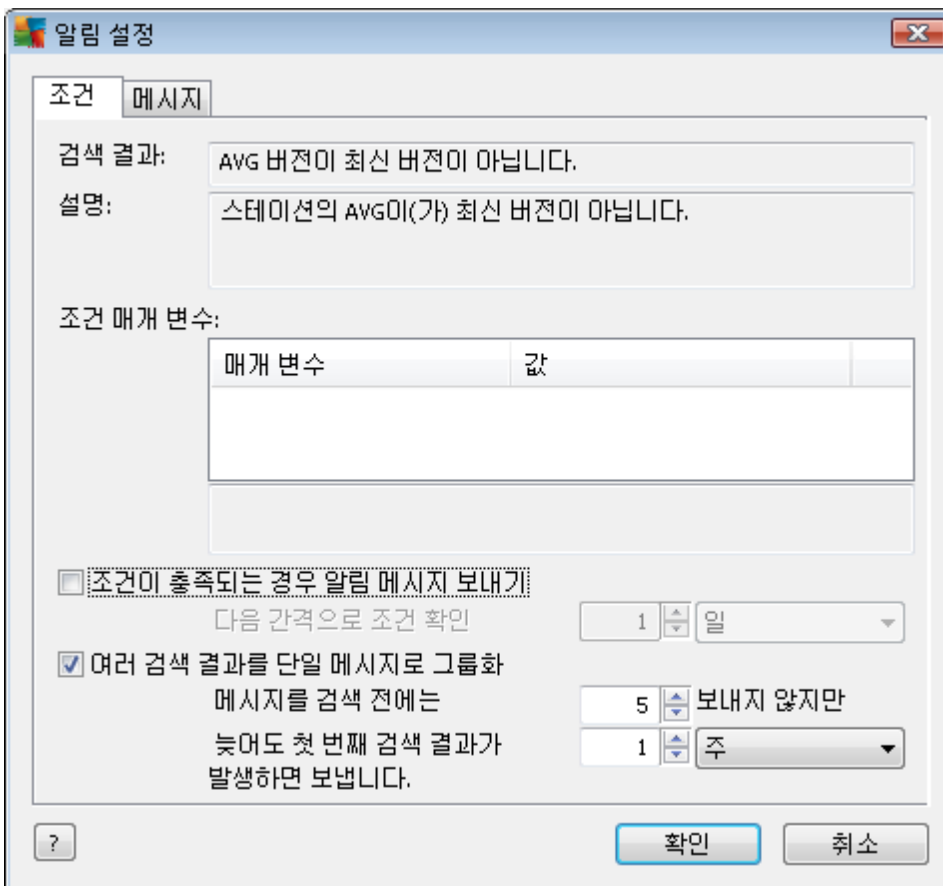 알림 설정
조건 메시지
검색 결과: AVG 버전이 최신 버전이 아닙니다.
설명: 스테이션의 AVG이(가) 최신 버전이 아닙니다.
조건 매개 변수:
매개 변수 값
조건이 충족되는 경우 알림 메시지 보내기
다음 간격으로 조건 확인 1 일
여러 검색 결과를 단일 메시지로 그룹화
메시지를 검색 전에는 5 보내지 않지만
늦어도 첫 번째 검색 결과가 1 주
발생하면 보냅니다.
? 확인 취소